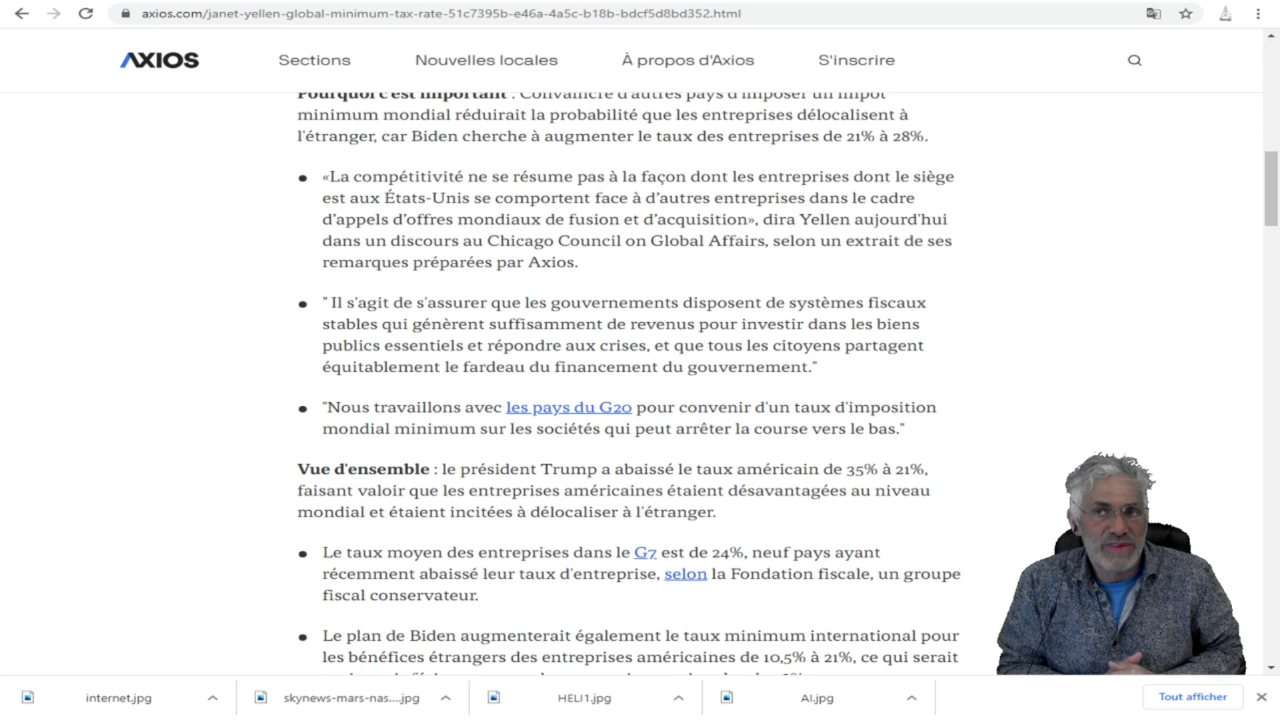 axios.com/janet-yellen-global-minimum-tax-rate-51c7395b-e46a-4a5c-b18b-bdcf5d8bd352.html
AXIOS Sections Nouvelles locales À propos d'Axios S'inscrire
Pourquoi c'est important : Convaincre d'autres pays d'imposer un impôt
minimum mondial réduirait la probabilité que les entreprises délocalisent à
l'étranger, car Biden cherche à augmenter le taux des entreprises de 21% à 28%.
«La compétitivité ne se résume pas à la façon dont les entreprises dont le siège
est aux États-Unis se comportent face à d'autres entreprises dans le cadre
d'appels d'offres mondiaux de fusion et d'acquisition», dira Yellen aujourd'hui
dans un discours au Chicago Council on Global Affairs, selon un extrait de ses
remarques préparées par Axios.
" Il s'agit de s'assurer que les gouvernements disposent de systèmes fiscaux
stables qui génèrent suffisamment de revenus pour investir dans les biens
publics essentiels et répondre aux crises, et que tous les citoyens partagent
équitablement le fardeau du financement du gouvernement."
"Nous travaillons avec les pays du G20 pour convenir d'un taux d'imposition
mondial minimum sur les sociétés qui peut arrêter la course vers le bas."
Vue d'ensemble : le président Trump a abaissé le taux américain de 35% à 21%,
faisant valoir que les entreprises américaines étaient désavantagées au niveau
mondial et étaient incitées à délocaliser à l'étranger.
Le taux moyen des entreprises dans le G7 est de 24%, neuf pays ayant
récemment abaissé leur taux d'entreprise, selon la Fondation fiscale, un groupe
fiscal conservateur.
Le plan de Biden augmenterait également le taux minimum international pour
les bénéfices étrangers des entreprises américaines de 10,5% à 21%, ce qui serait
internet.jpg skynews-mars-nas....jpg HELI1.jpg AI.jpg Tout afficher